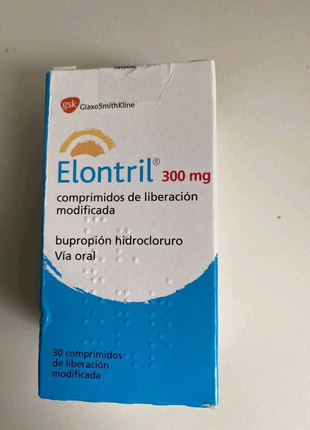 gsk GlaxoSmithKline
Elontril® 300 mg
comprimidos de liberación
modificada
bupropión hidrocloruro
Vía oral
30 comprimidos
de liberación
modificada